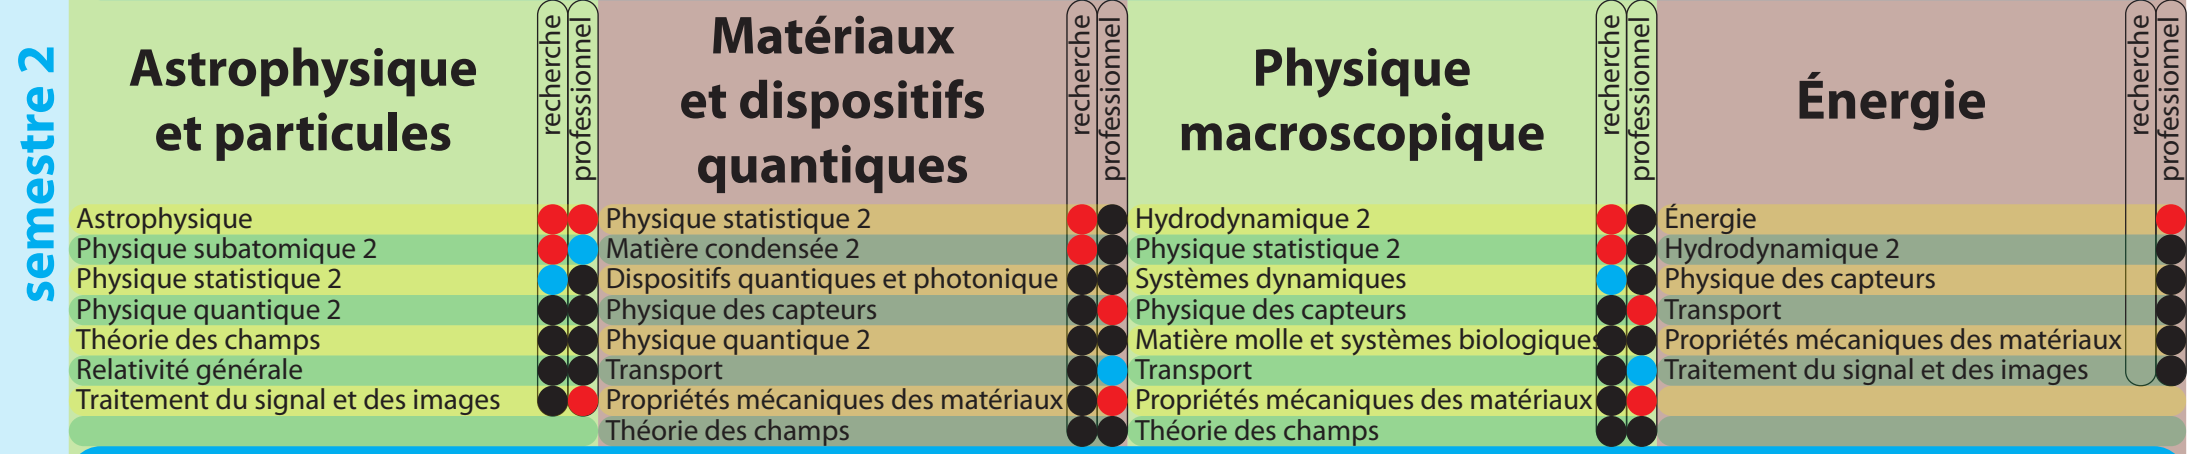 semestre 2
Astrophysique
et particules
recherche
professionnel
Astrophysique
Physique subatomique 2
Physique statistique 2
Physique quantique 2
Théorie des champs
Relativité générale
Traitement du signal et des images
Matériaux
et dispositifs
quantiques
recherche
professionnel
Physique statistique 2
Matière condensée 2
Dispositifs quantiques et photonique
Physique des capteurs
Physique quantique 2
Transport
Propriétés mécaniques des matériaux
Théorie des champs
Physique
macroscopique
recherche
professionnel
Hydrodynamique 2
Physique statistique 2
Systèmes dynamiques
Physique des capteurs
Matière molle et systèmes biologiques
Transport
Propriétés mécaniques des matériaux
Théorie des champs
Énergie
recherche
professionnel
Énergie
Hydrodynamique 2
Physique des capteurs
Transport
Propriétés mécaniques des matériaux
Traitement du signal et des images